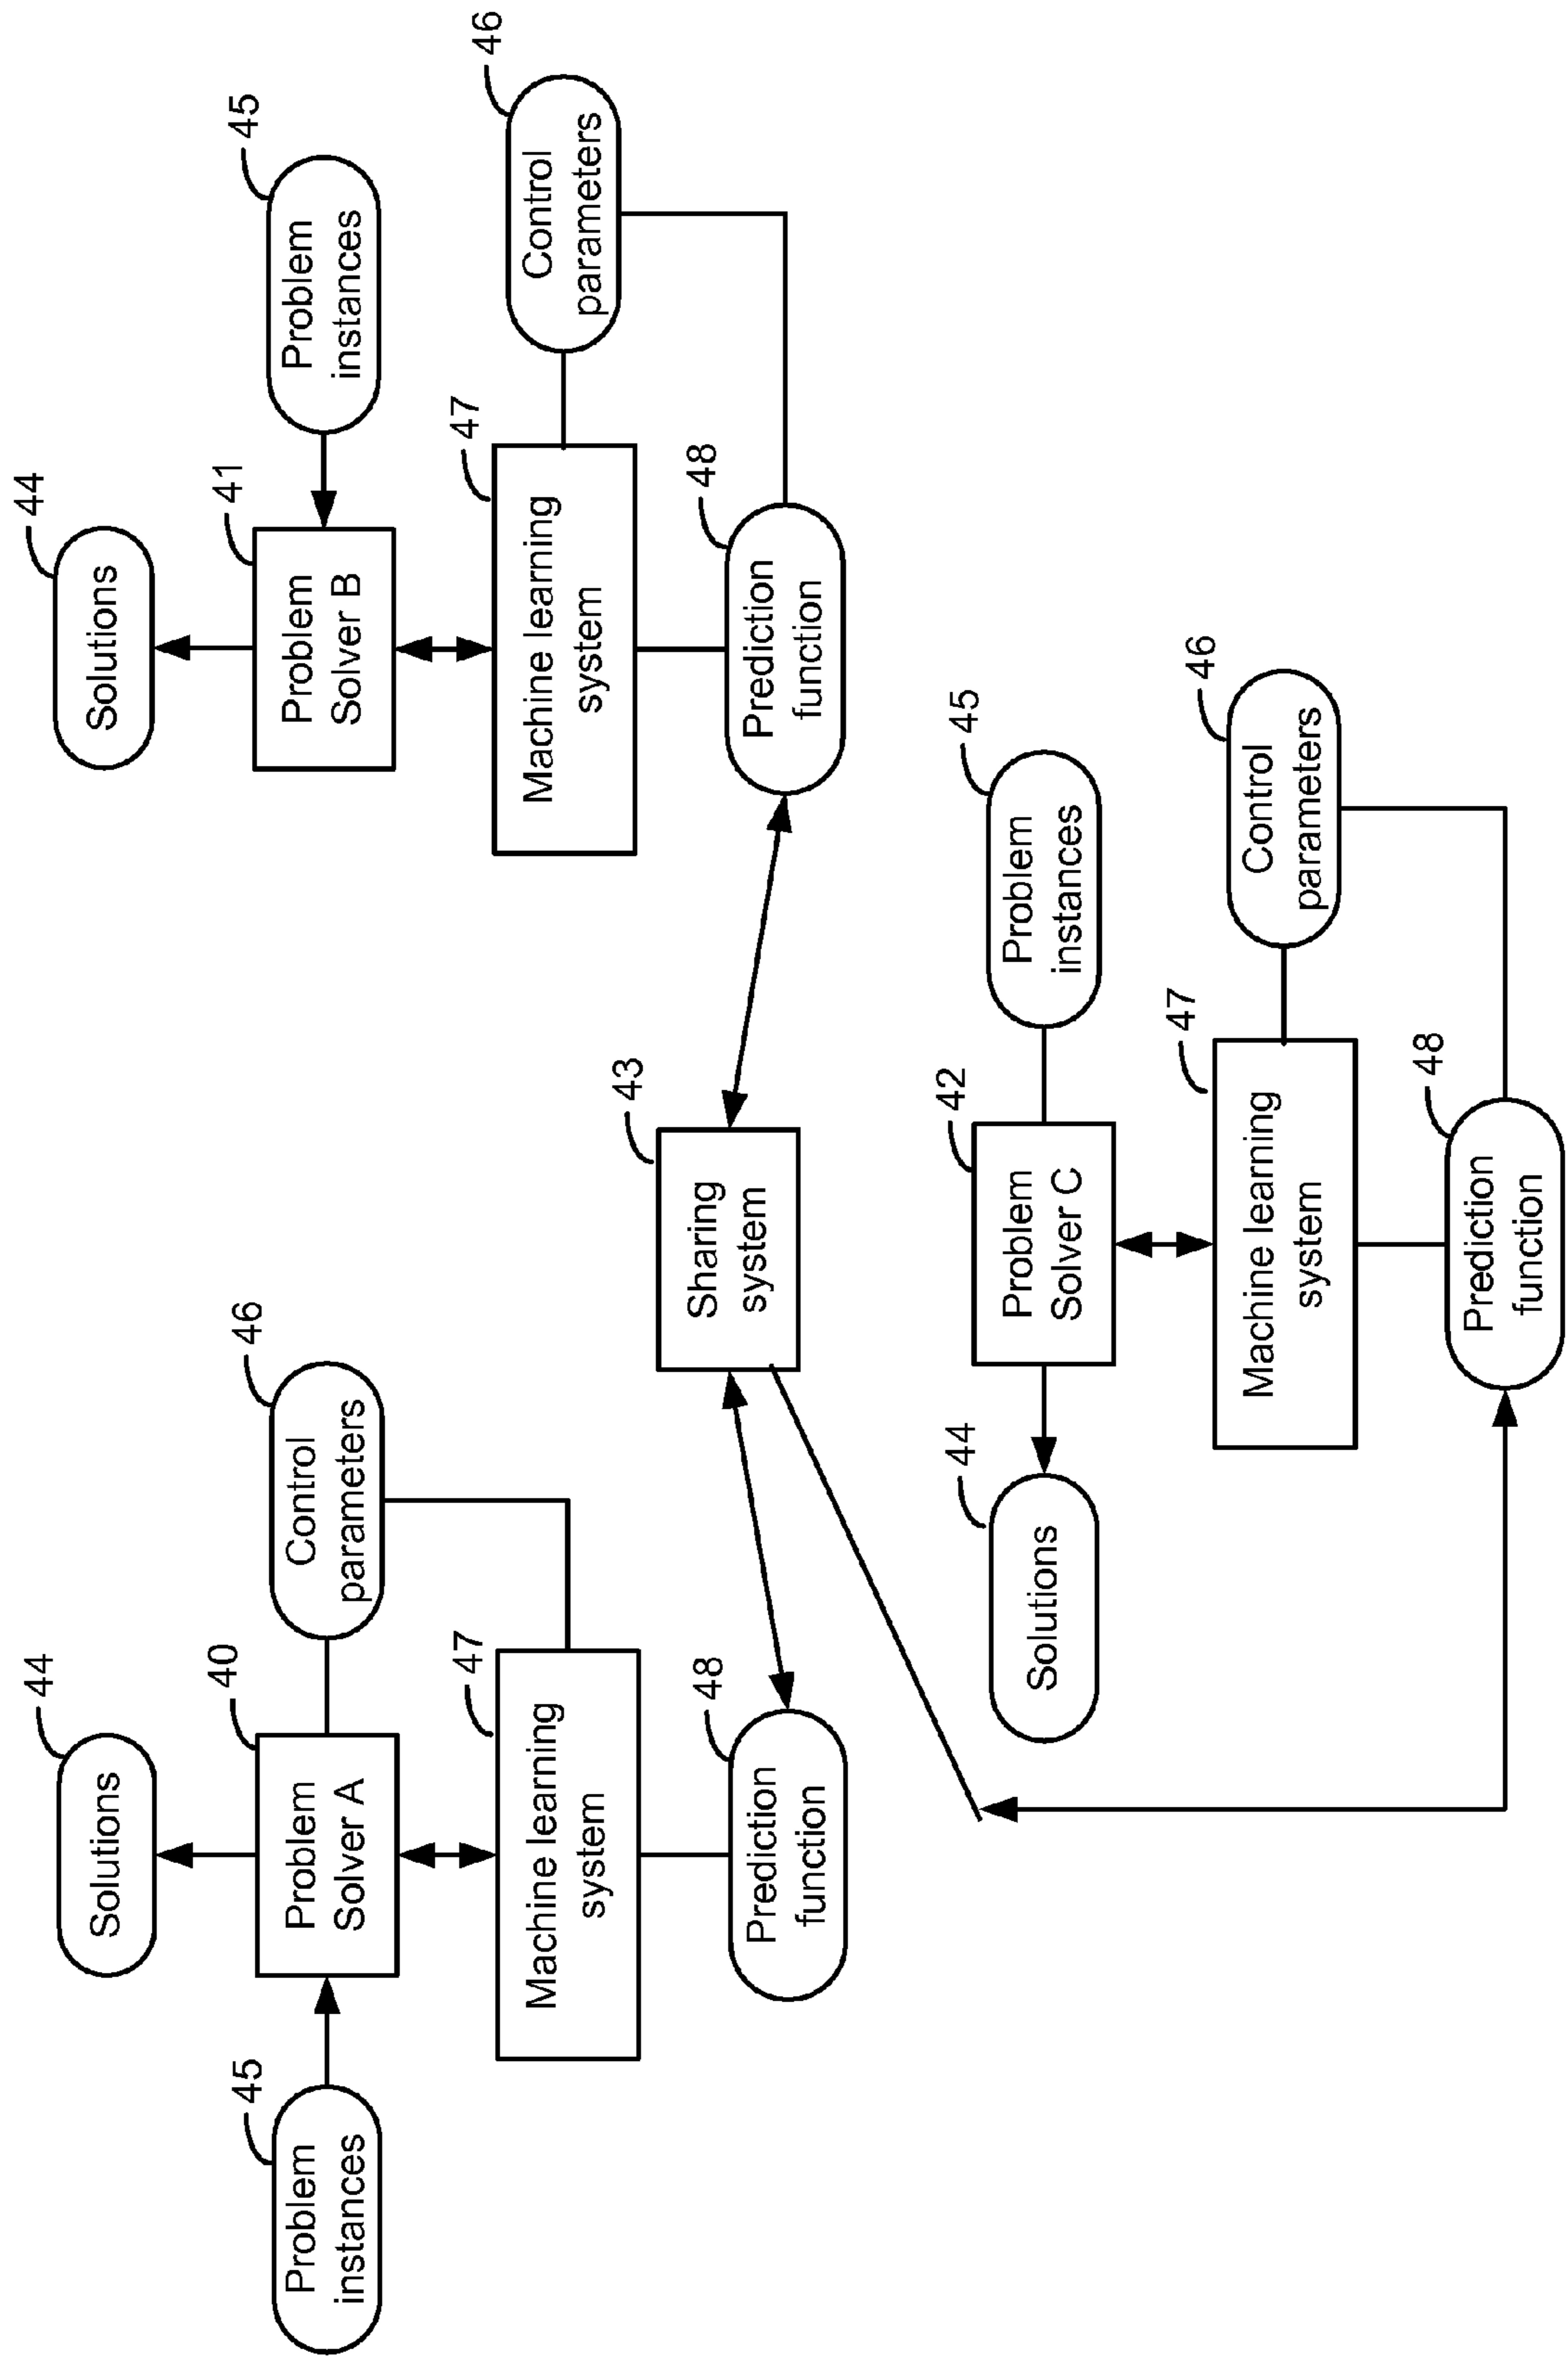 44
Solutions
45
Problem
instances
40
Problem
Solver A
46
Control
parameters
47
Machine learning
system
48
Prediction
function
43
Sharing
system
44
Solutions
41
Problem
Solver B
45
Problem
instances
47
Machine learning
system
46
Control
parameters
48
Prediction
function
44
Solutions
42
Problem
Solver C
45
Problem
instances
47
Machine learning
system
46
Control
parameters
48
Prediction
function